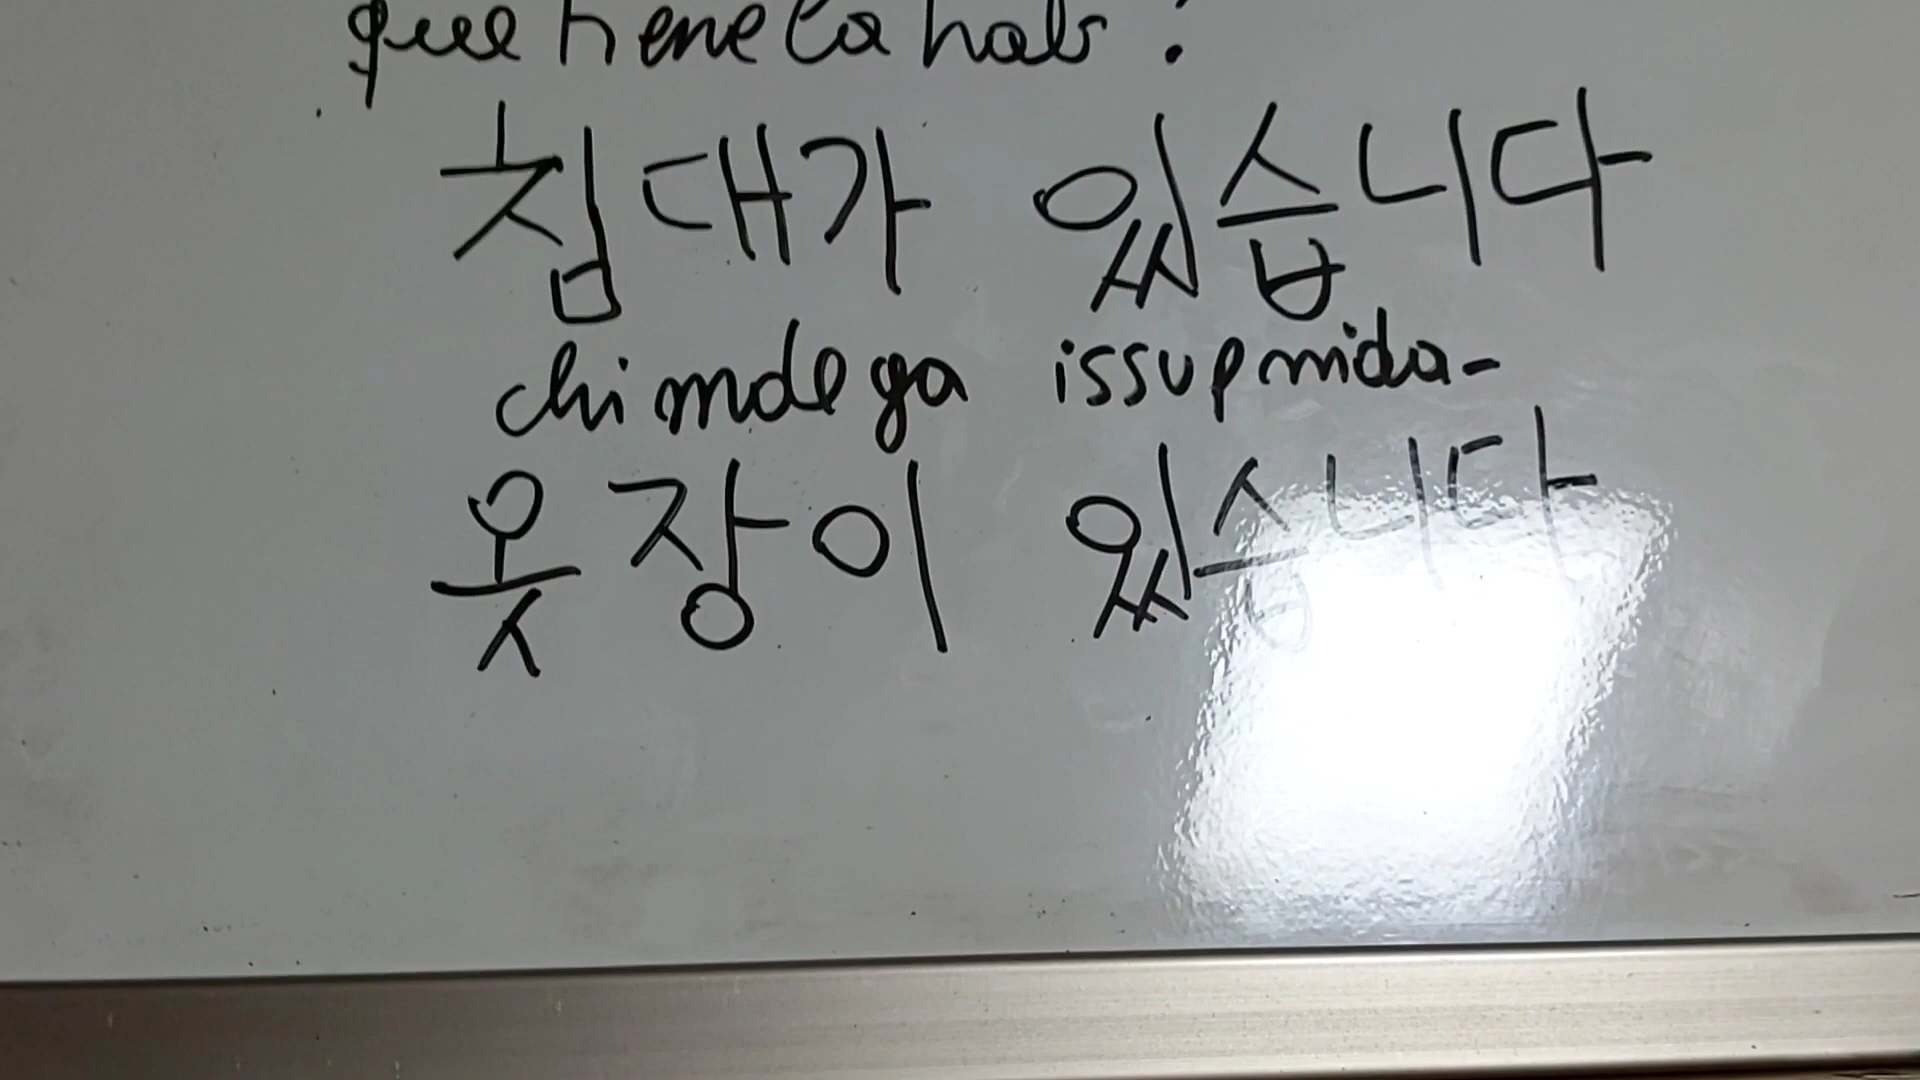 que tiene la hab?
침대가 있습니다
chimdega issupnida-
옷장이 있습니다